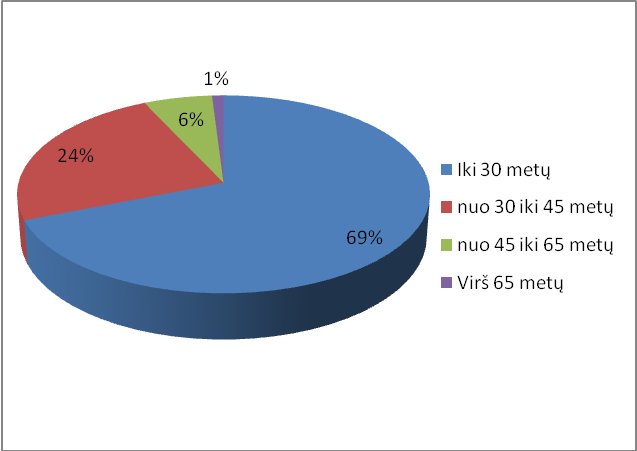 1%
6%
24%
69%
Iki 30 metų
nuo 30 iki 45 metų
nuo 45 iki 65 metų
Virš 65 metų